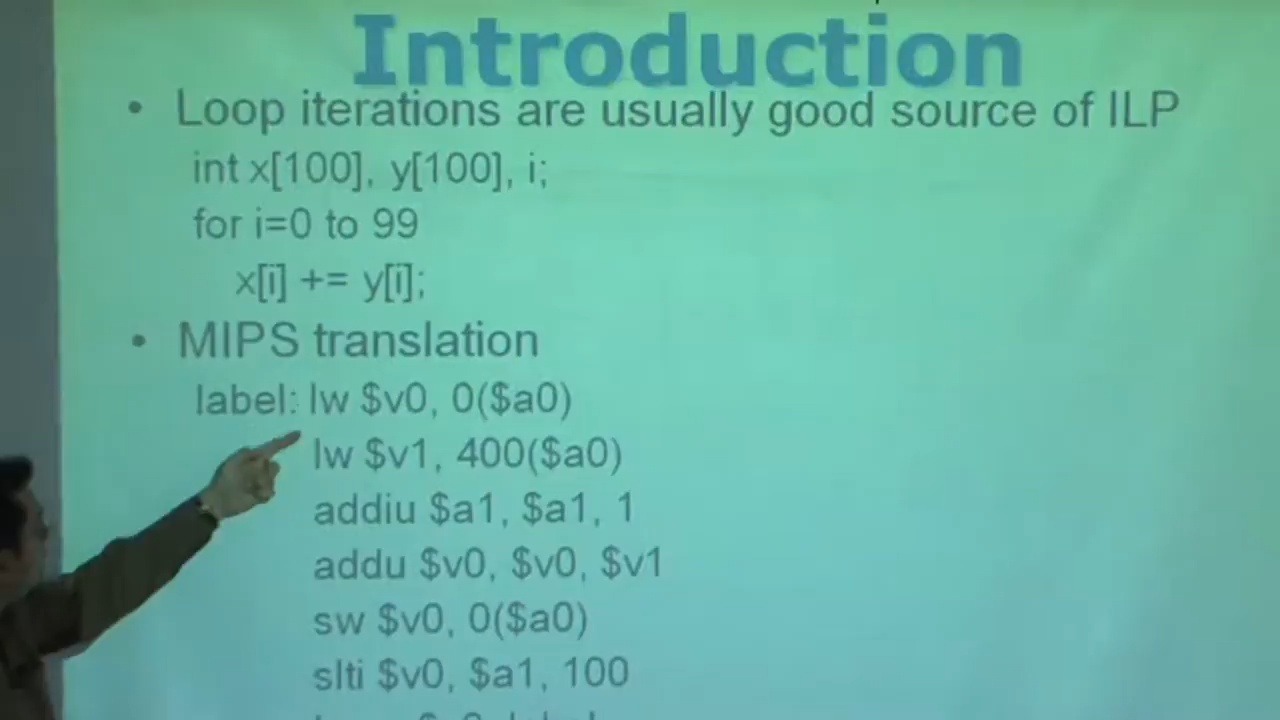 Introduction
• Loop iterations are usually good source of ILP
int x[100], y[100], i;
for i=0 to 99
x[i] += y[i];
• MIPS translation
label: lw $v0, 0($a0)
lw $v1, 400($a0)
addiu $a1, $a1, 1
addu $v0, $v0, $v1
sw $v0, 0($a0)
slti $v0, $a1, 100